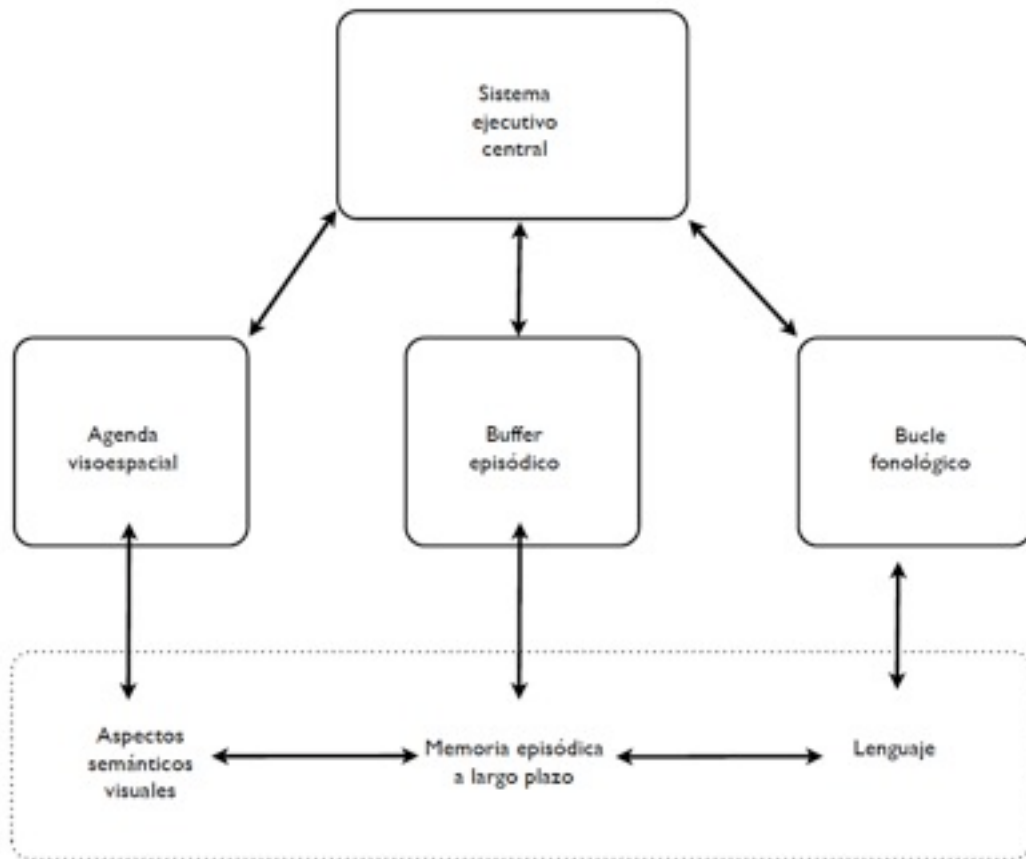 Sistema
ejecutivo
central
Agenda
visoespacial
Buffer
episódico
Bucle
fonológico
Aspectos
semánticos
visuales
Memoria episódica
a largo plazo
Lenguaje